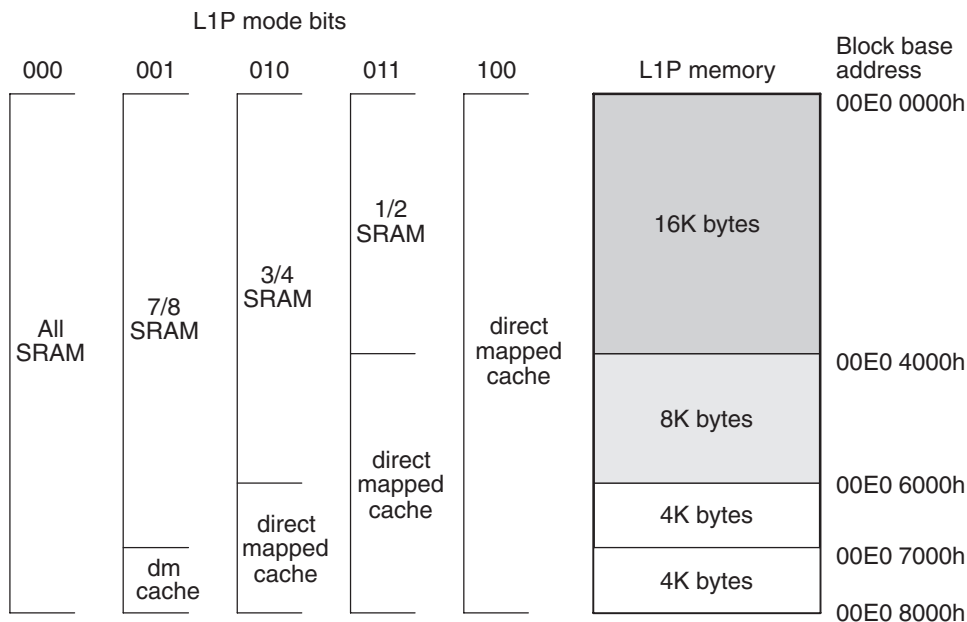 L1P mode bits
000 001 010 011 100 L1P memory
Block base
address
00E0 0000h
All
SRAM
7/8
SRAM
dm
cache
3/4
SRAM
direct
mapped
cache
1/2
SRAM
direct
mapped
cache
direct
mapped
cache
16K bytes
00E0 4000h
8K bytes
00E0 6000h
4K bytes
00E0 7000h
4K bytes
00E0 8000h